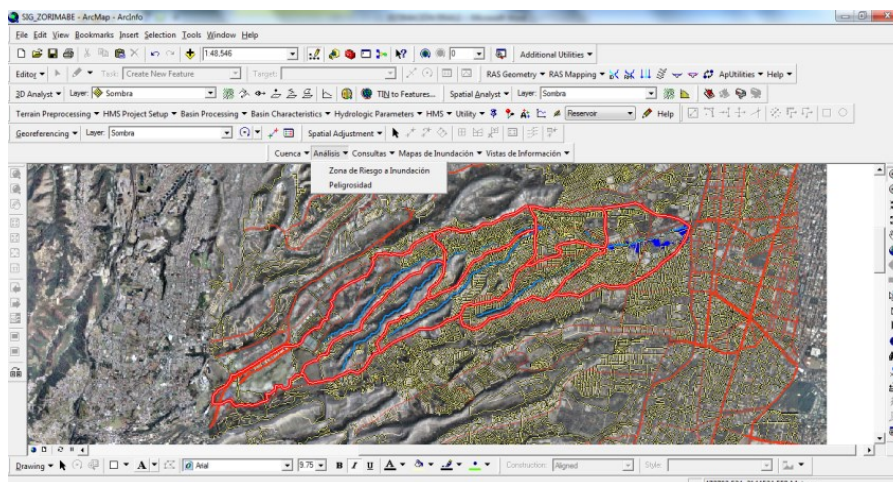 SIG_ZORIMABE - ArcMap - ArcInfo
File Edit View Bookmarks Insert Selection Tools Window Help
1:48,546 0 Additional Utilities
Editor Task: Create New Feature Target: RAS Geometry RAS Mapping ApUtilities Help
3D Analyst Layer: Sombra TIN to Features... Spatial Analyst Layer: Sombra
Terrain Preprocessing HMS Project Setup Basin Processing Basin Characteristics Hydrologic Parameters HMS Utility Reservoir Help
Georeferencing Layer: Sombra Spatial Adjustment
Cuenca Análisis Consultas Mapas de Inundación Vistas de Información
Zona de Riesgo a Inundación
Peligrosidad
Drawing A Arial 9.75 B I U A Construction: Aligned Style: